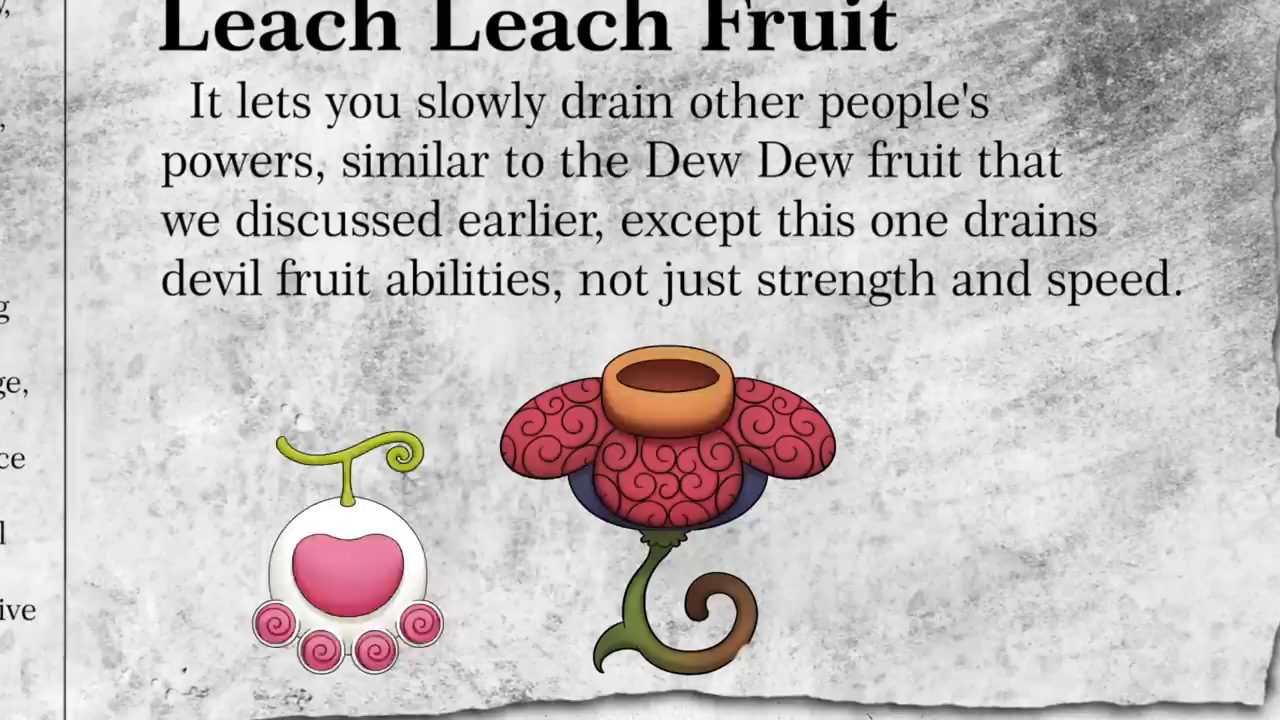 Leach Leach Fruit
It lets you slowly drain other people's
powers, similar to the Dew Dew fruit that
we discussed earlier, except this one drains
devil fruit abilities, not just strength and speed.